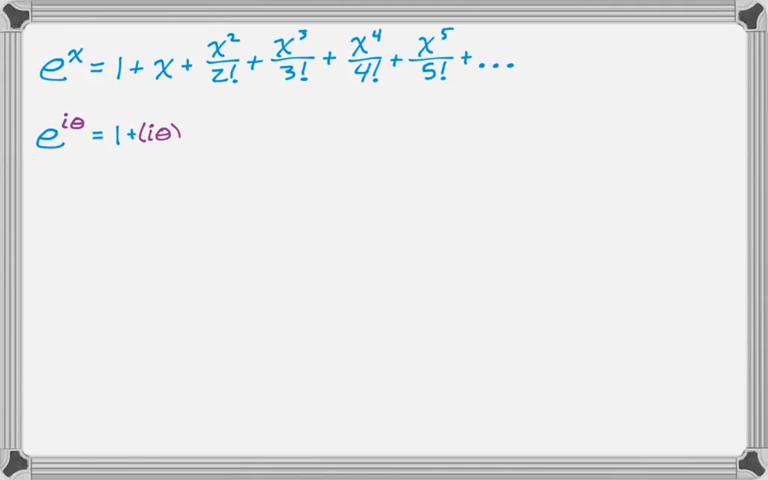 e^x = 1 + x + x^2/2! + x^3/3! + x^4/4! + x^5/5! + ...
e^iθ = 1 + (iθ)